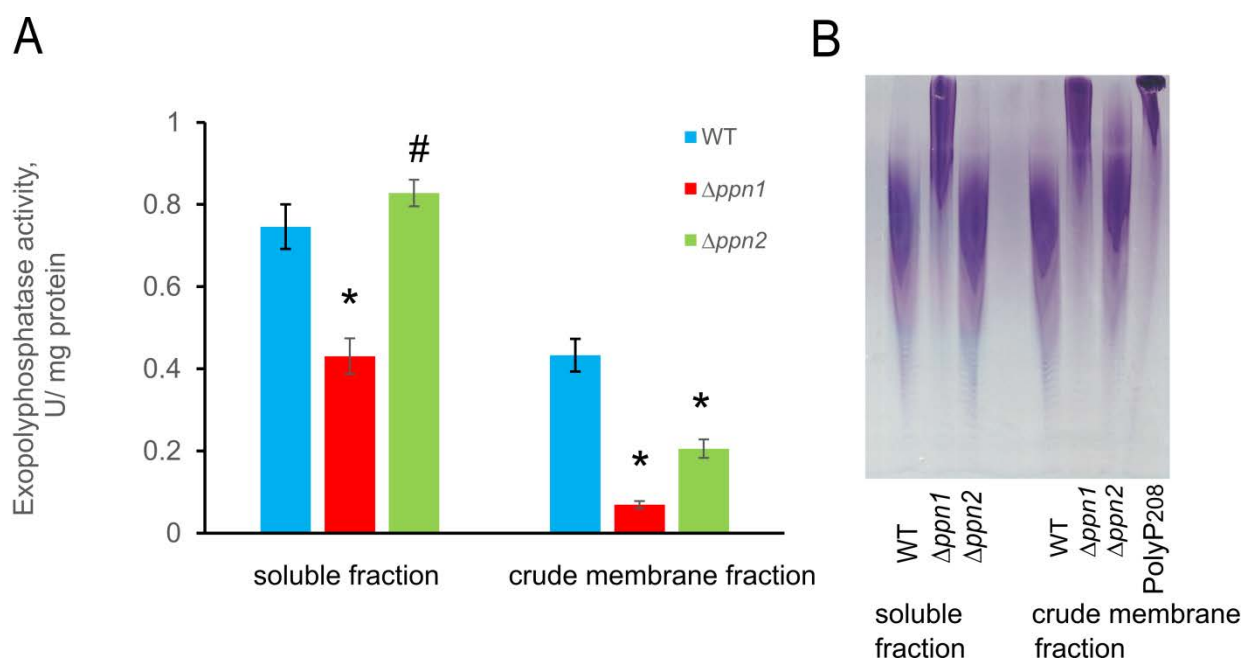 A
B
Exopolyphosphatase activity,
U/ mg protein
1
0.8
0.6
0.4
0.2
0
*
#
*
*
WT
Δppn1
Δppn2
soluble fraction
crude membrane fraction
WT
Δppn1
Δppn2
WT
Δppn1
Δppn2
PolyP208
soluble
fraction
crude membrane
fraction